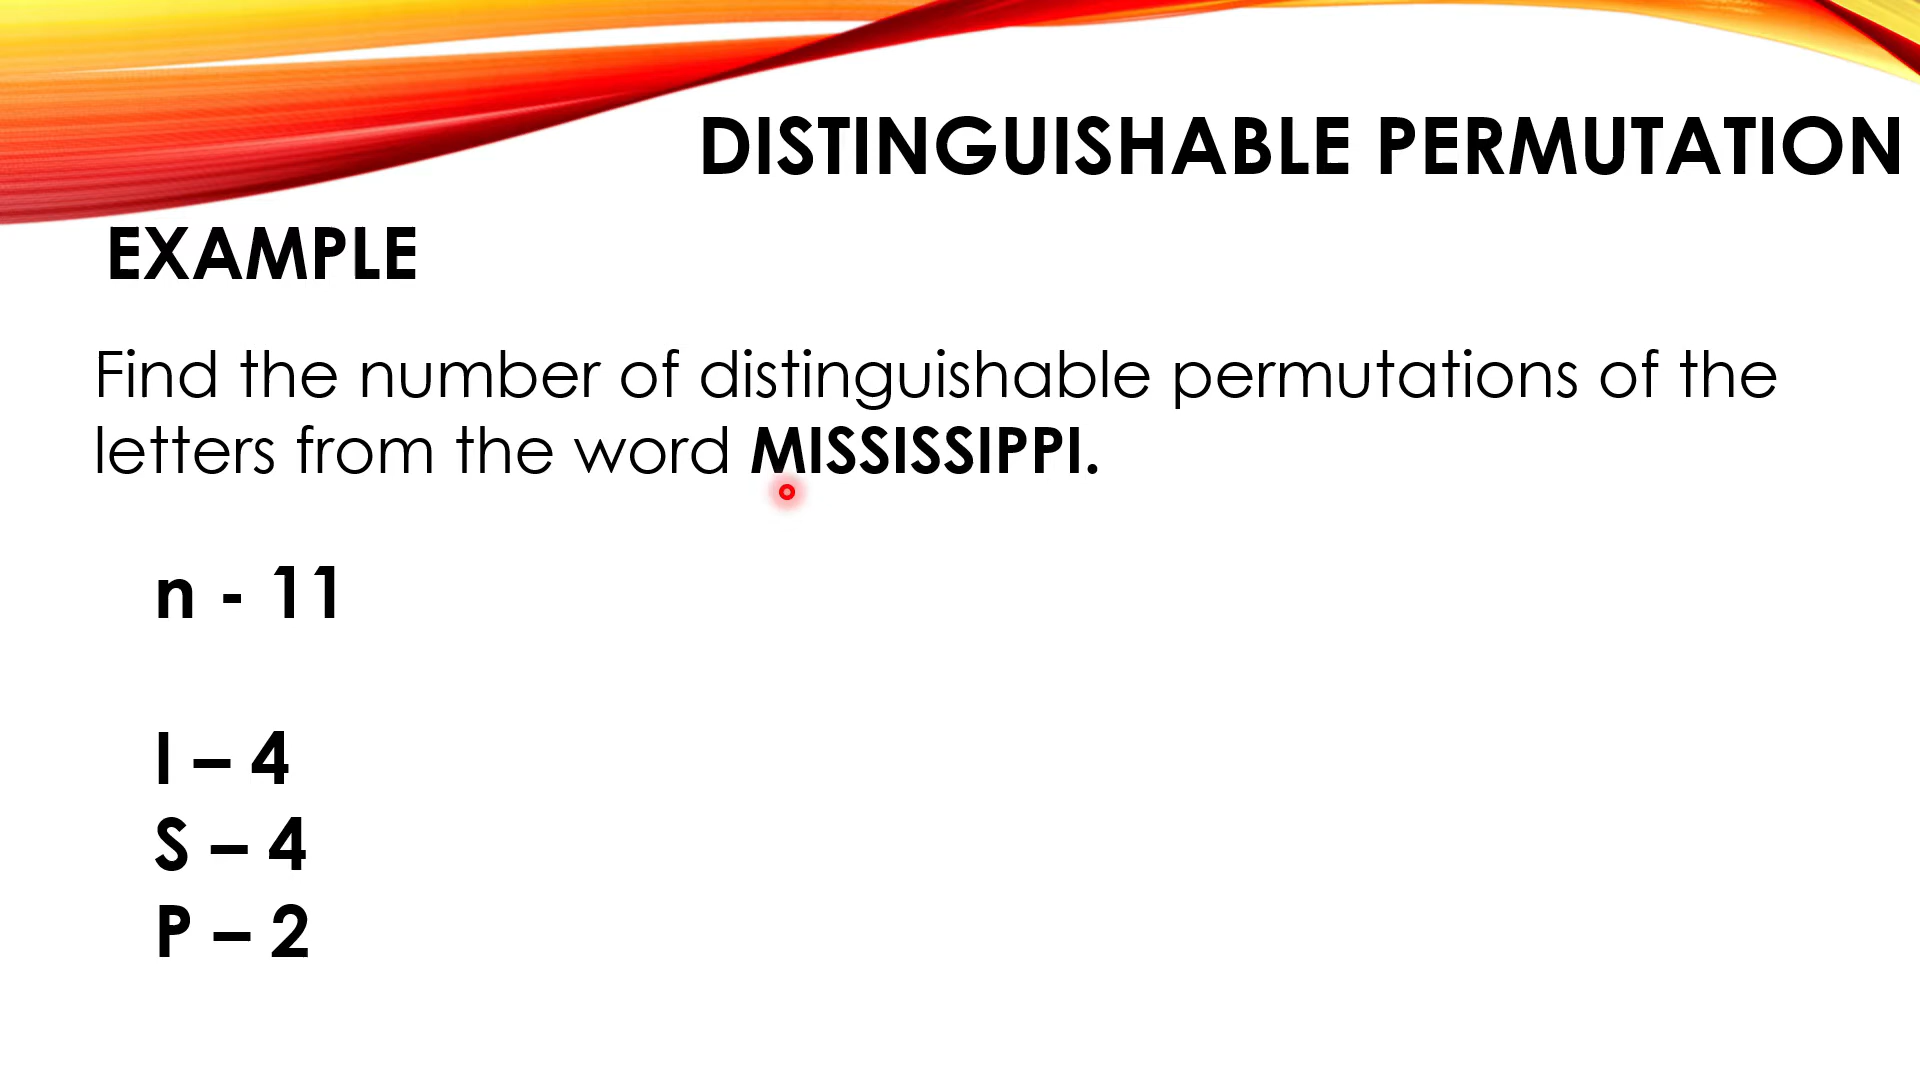 DISTINGUISHABLE PERMUTATION
EXAMPLE
Find the number of distinguishable permutations of the
letters from the word MISSISSIPPI.
n - 11
I – 4
S – 4
P – 2